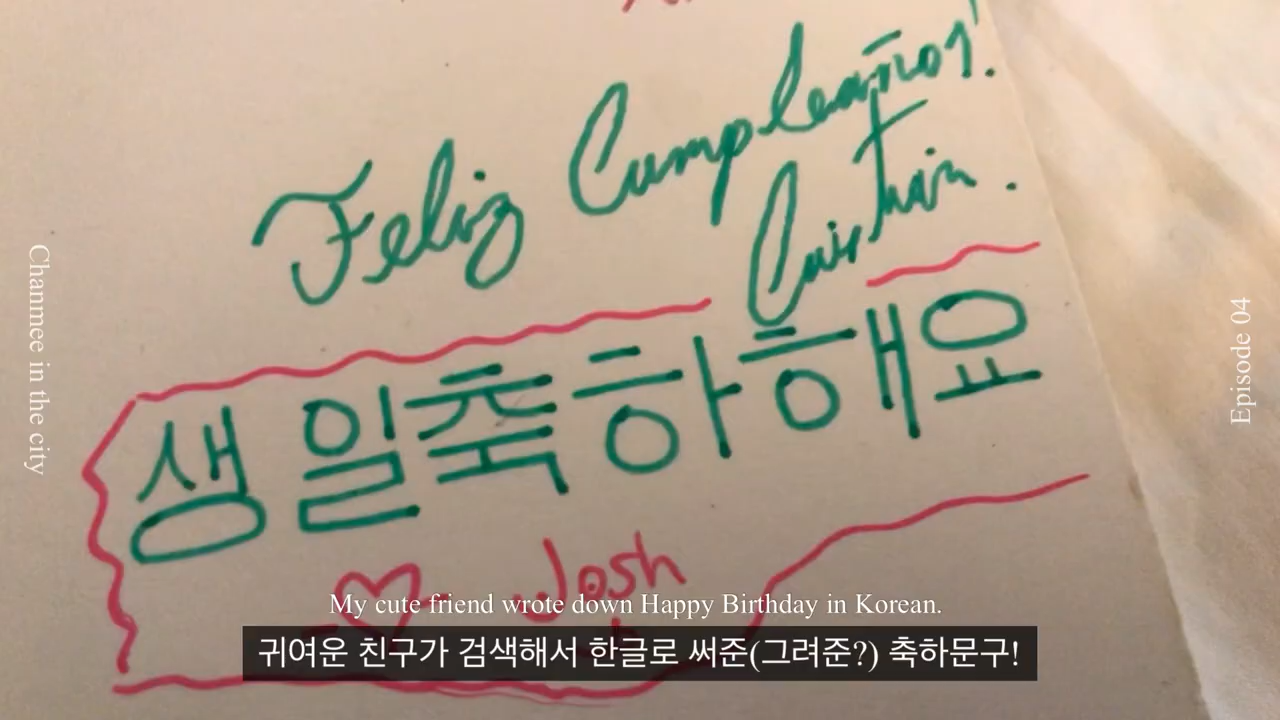 Feliz Cumpleaños!
생일축하해요
Josh
Chanmee in the city
Episode 04
My cute friend wrote down Happy Birthday in Korean.
귀여운 친구가 검색해서 한글로 써준(그려준?) 축하문구!